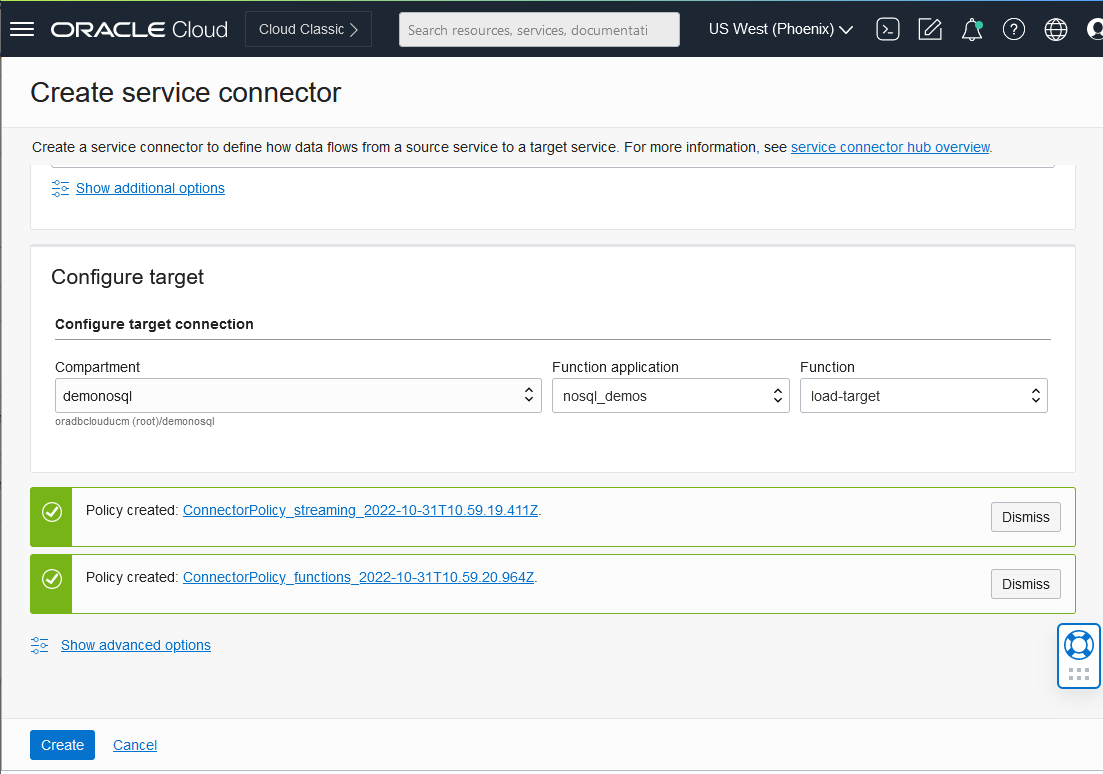 ORACLE Cloud
Cloud Classic
Search resources, services, documentati
US West (Phoenix)
Create service connector
Create a service connector to define how data flows from a source service to a target service. For more information, see service connector hub overview.
Show additional options
Configure target
Configure target connection
Compartment
Function application
Function
demonosql
nosql_demos
load-target
oradbclouducm (root)/demonosql
Policy created: ConnectorPolicy_streaming_2022-10-31T10.59.19.411Z.
Dismiss
Policy created: ConnectorPolicy_functions_2022-10-31T10.59.20.964Z.
Dismiss
Show advanced options
Create
Cancel